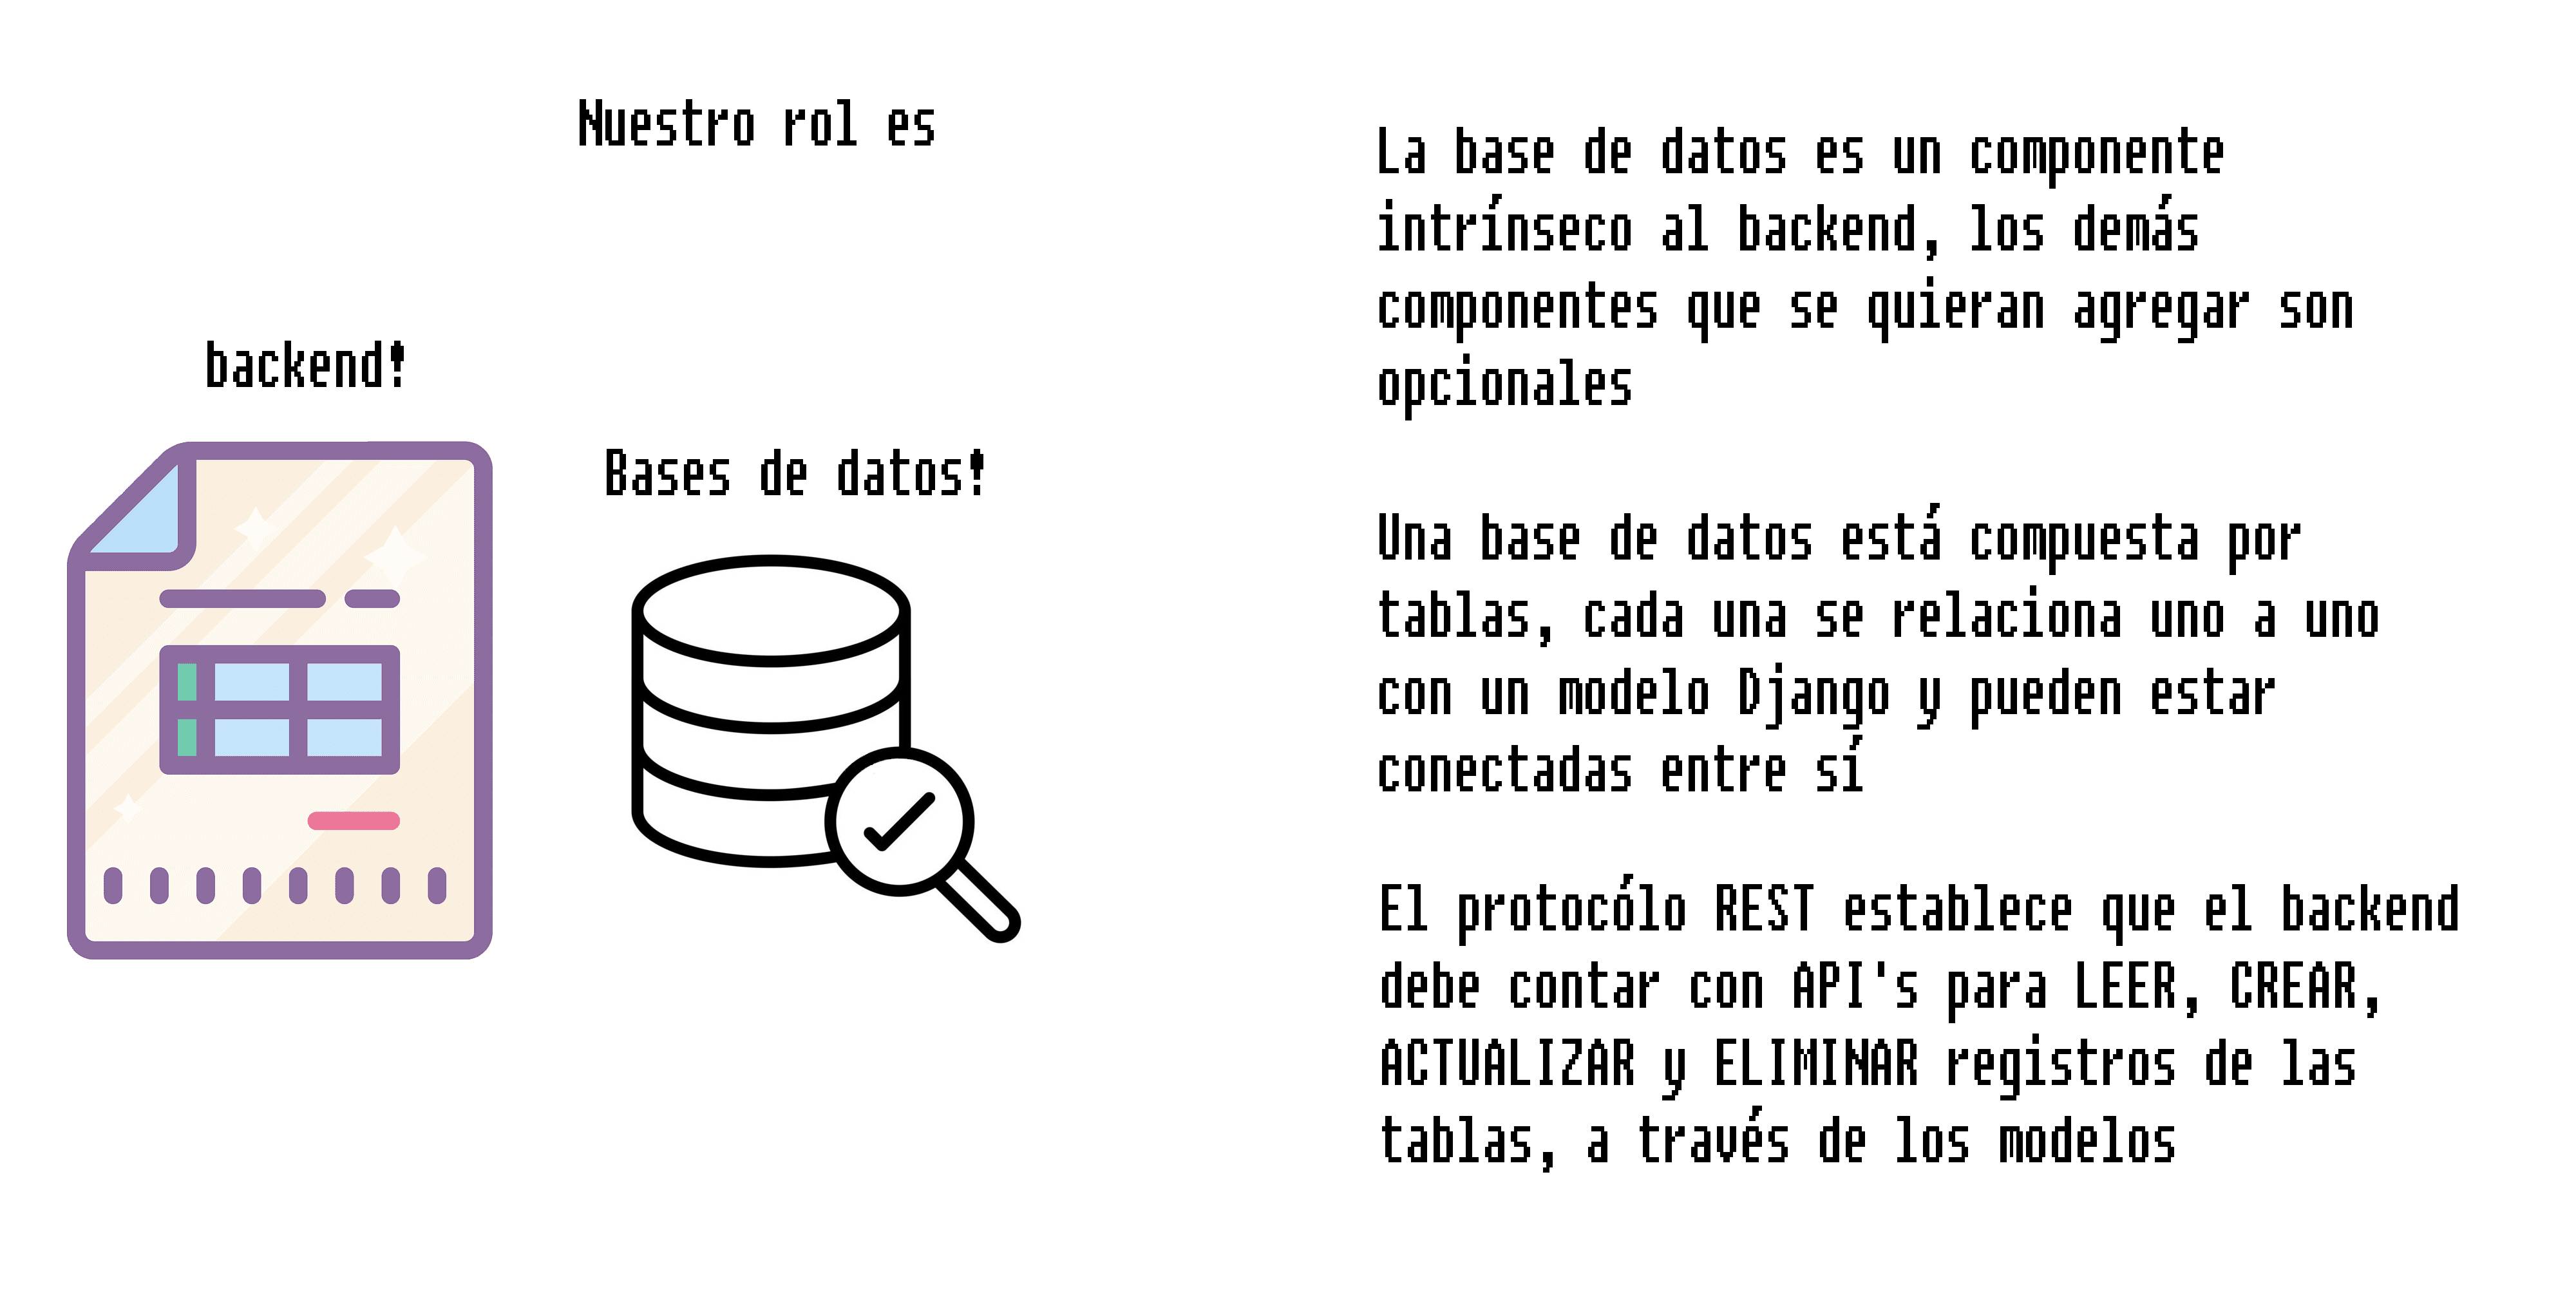 Nuestro rol es
backend!
Bases de datos!
La base de datos es un componente
intrínseco al backend, los demás
componentes que se quieran agregar son
opcionales
Una base de datos está compuesta por
tablas, cada una se relaciona uno a uno
con un modelo Django y pueden estar
conectadas entre sí
El protocólo REST establece que el backend
debe contar con API's para LEER, CREAR,
ACTUALIZAR y ELIMINAR registros de las
tablas, a través de los modelos